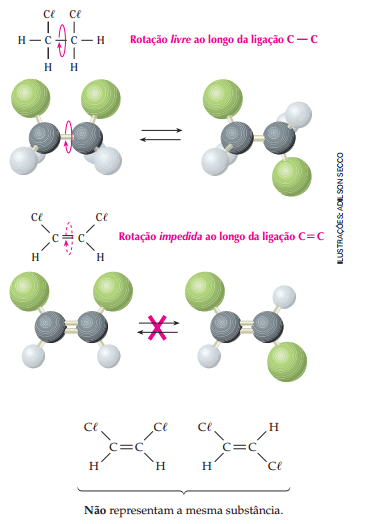 Cℓ Cℓ
H — C — C — H
H H
Rotação livre ao longo da ligação C — C
ILUSTRAÇÕES: ADILSON SECCO
Cℓ Cℓ
C = C
H H
Rotação impedida ao longo da ligação C = C
Cℓ Cℓ Cℓ H
C = C C = C
H H H Cℓ
Não representam a mesma substância.